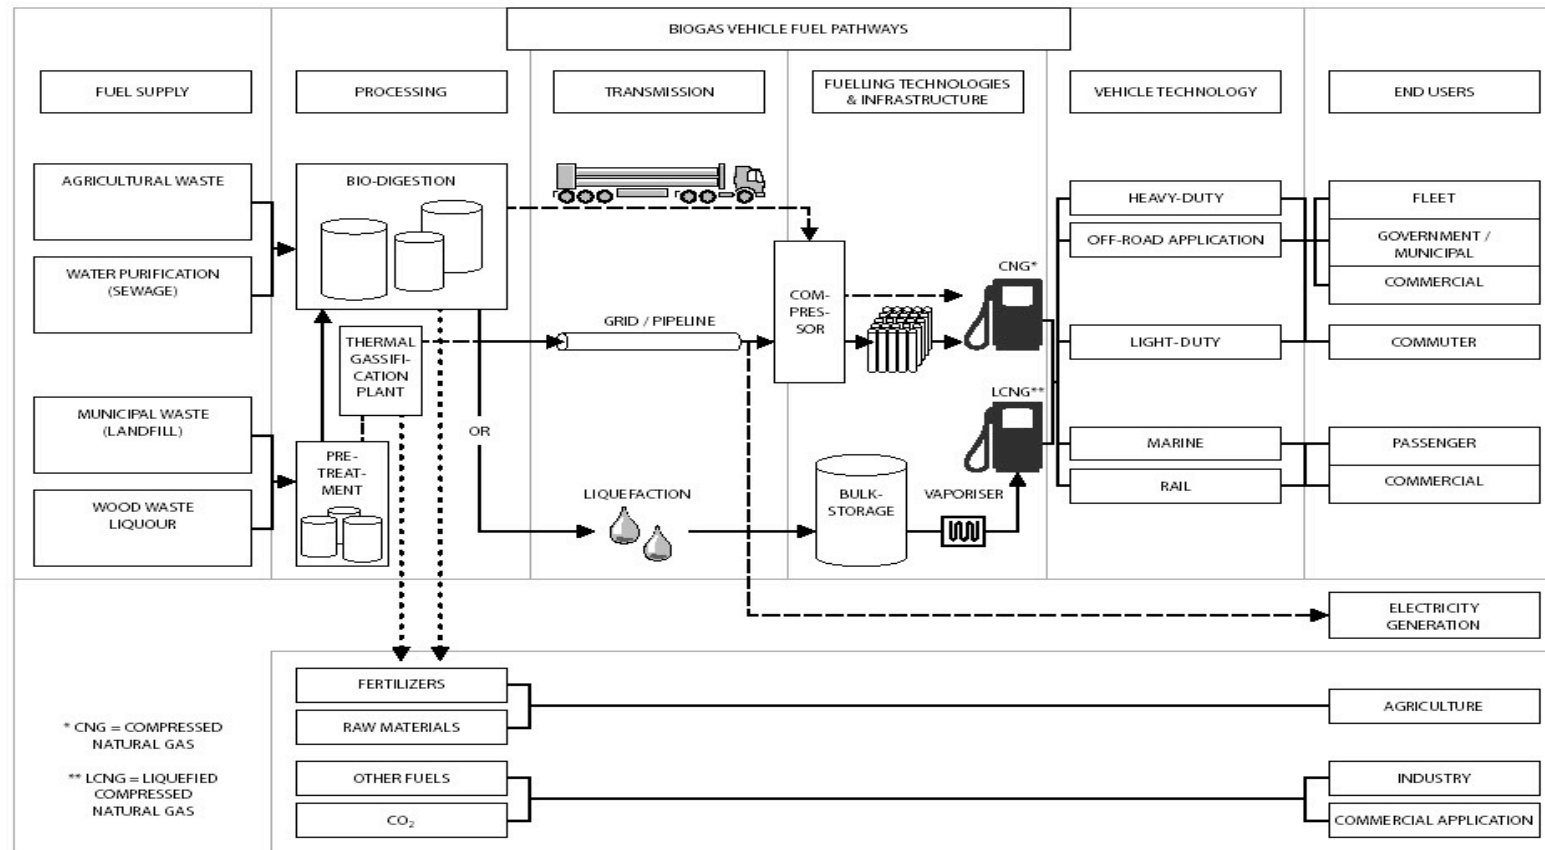 BIOGAS VEHICLE FUEL PATHWAYS
FUEL SUPPLY
PROCESSING
TRANSMISSION
FUELLING TECHNOLOGIES
& INFRASTRUCTURE
VEHICLE TECHNOLOGY
END USERS
AGRICULTURAL WASTE
WATER PURIFICATION
(SEWAGE)
MUNICIPAL WASTE
(LANDFILL)
WOOD WASTE
LIQUOUR
BIO-DIGESTION
THERMAL
GASSIFI-
CATION
PLANT
PRE-
TREAT-
MENT
OR
GRID / PIPELINE
LIQUEFACTION
COM-
PRES-
SOR
BULK-
STORAGE
VAPORISER
CNG*
LCNG**
HEAVY-DUTY
OFF-ROAD APPLICATION
LIGHT-DUTY
MARINE
RAIL
FLEET
GOVERNMENT /
MUNICIPAL
COMMERCIAL
COMMUTER
PASSENGER
COMMERCIAL
ELECTRICITY
GENERATION
FERTILIZERS
RAW MATERIALS
AGRICULTURE
OTHER FUELS
CO₂
INDUSTRY
COMMERCIAL APPLICATION
* CNG = COMPRESSED
NATURAL GAS
** LCNG = LIQUEFIED
COMPRESSED
NATURAL GAS